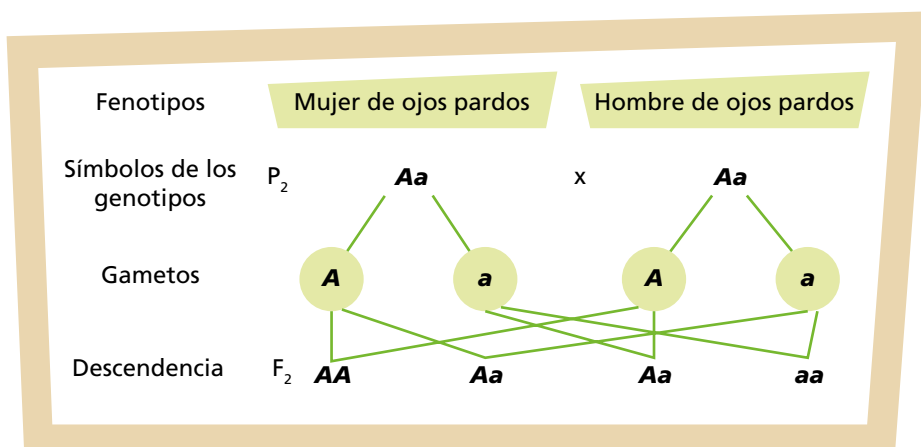 Fenotipos Mujer de ojos pardos Hombre de ojos pardos
Símbolos de los genotipos P2 Aa x Aa
Gametos A a A a
Descendencia F2 AA Aa Aa aa